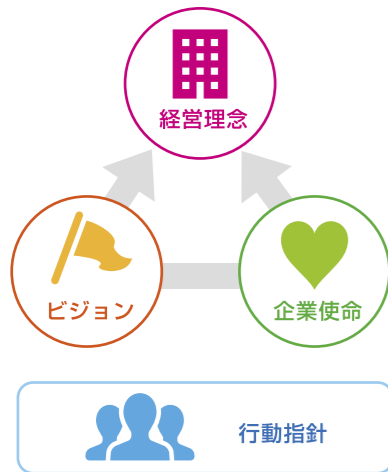 経営理念
ビジョン
企業使命
行動指針